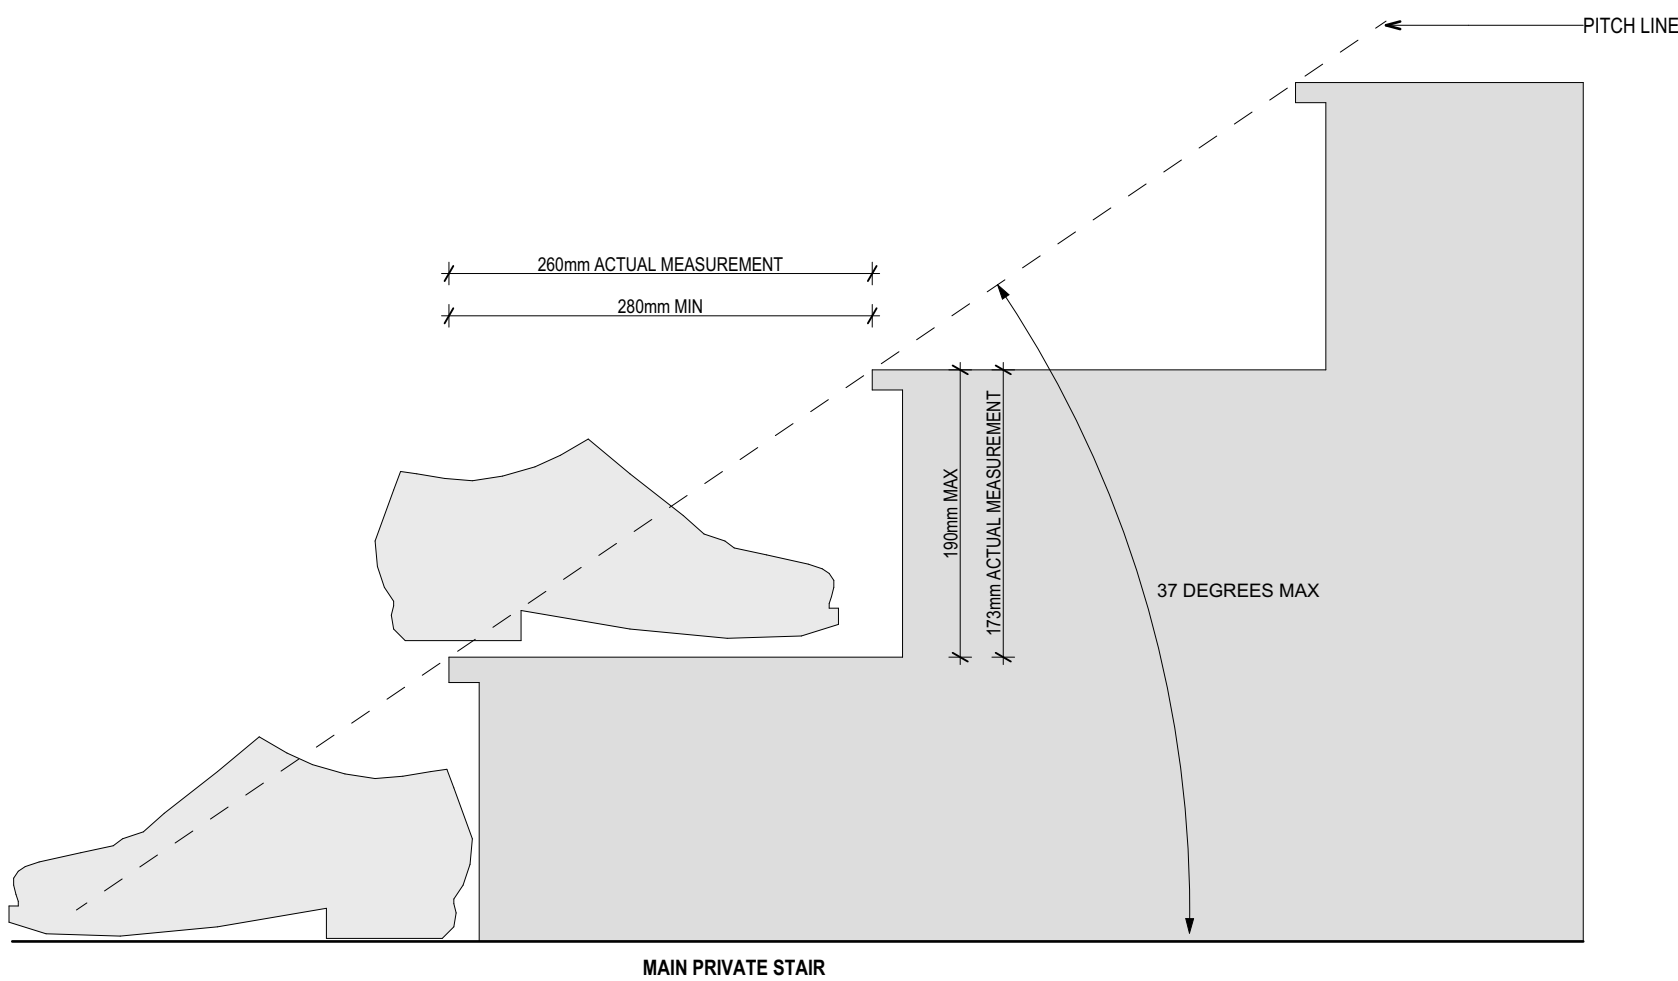 PITCH LINE
260mm ACTUAL MEASUREMENT
280mm MIN
190mm MAX
173mm ACTUAL MEASUREMENT
37 DEGREES MAX
MAIN PRIVATE STAIR